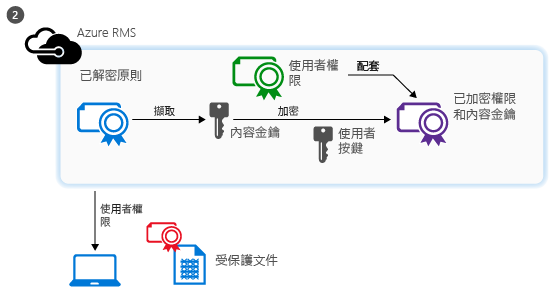 2
Azure RMS
已解密原則
使用者權
限
配套
擷取
內容金鑰
加密
使用者
按鍵
已加密權限
和內容金鑰
使用者權
限
受保護文件